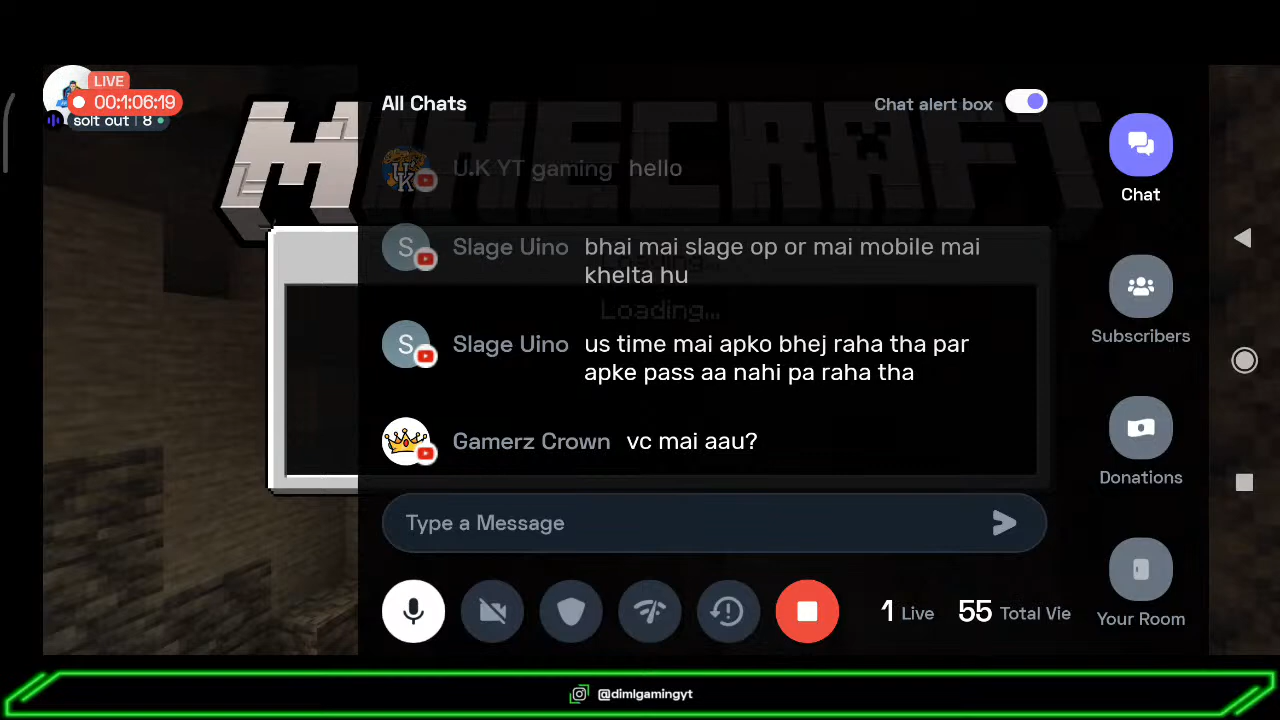 LIVE
00:1:06:19
solt out | 8
All Chats
Chat alert box
MINECRAFT
U.K YT gaming hello
UK
Chat
S Slage Uino bhai mai slage op or mai mobile mai
khelta hu
Loading...
Loading...
Subscribers
S Slage Uino us time mai apko bhej raha tha par
apke pass aa nahi pa raha tha
Gamerz Crown vc mai aau?
Donations
Type a Message
1 Live 55 Total Vie
Your Room
@dimlgamingyt